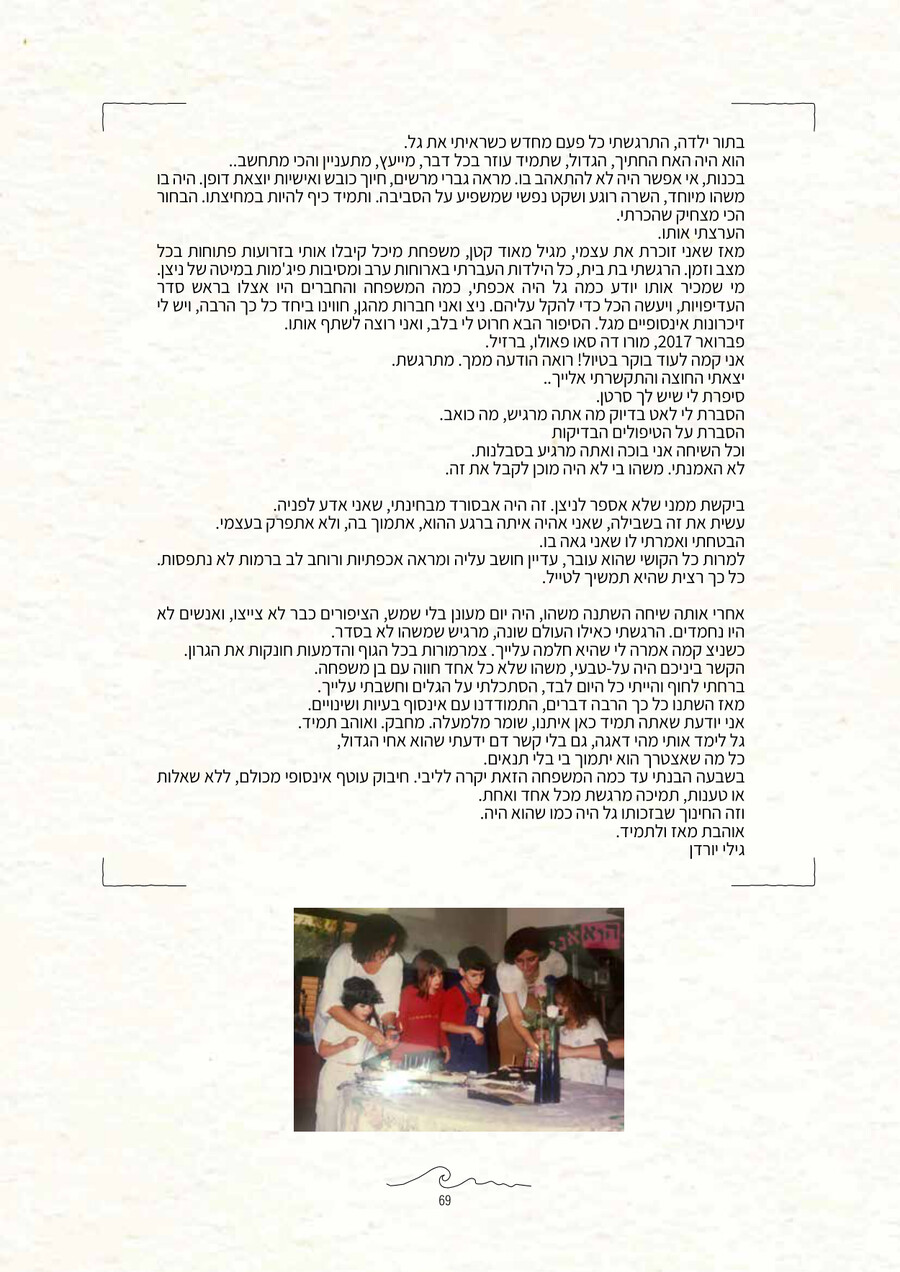 בתור ילדה, התרגשתי כל פעם מחדש כשראיתי את גל.
הוא היה האח החתיך, הגדול, שתמיד עוזר בכל דבר, מייעץ, מתעניין והכי מתחשב..
בכנות, אי אפשר היה לא להתאהב בו. מראה גברי מרשים, חיוך כובש ואישיות יוצאת דופן. היה בו
משהו מיוחד, השרה רוגע ושקט נפשי שמשפיע על הסביבה. ותמיד כיף להיות במחיצתו. הבחור
הכי מצחיק שהכרתי.
הערצתי אותו.
מאז שאני זוכרת את עצמי, מגיל מאוד קטן, משפחת מיכל קיבלו אותי בזרועות פתוחות בכל
מצב וזמן. הרגשתי בת בית, כל הילדות העברתי בארוחות ערב ומסיבות פיג'מות במיטה של ניצן.
מי שמכיר אותו יודע כמה גל היה אכפתי, כמה המשפחה והחברים היו אצלו בראש סדר
העדיפויות, ויעשה הכל כדי להקל עליהם. ניצ ואני חברות מהגן, חווינו ביחד כל כך הרבה, ויש לי
זיכרונות אינסופיים מגל. הסיפור הבא חרוט לי בלב, ואני רוצה לשתף אותו.
פברואר 2017, מורו דה סאו פאולו, ברזיל.
אני קמה לעוד בוקר בטיול! רואה הודעה ממך. מתרגשת.
יצאתי החוצה והתקשרתי אלייך..
סיפרת לי שיש לך סרטן.
הסברת לי לאט בדיוק מה אתה מרגיש, מה כואב.
הסברת על הטיפולים הבדיקות
וכל השיחה אני בוכה ואתה מרגיע בסבלנות.
לא האמנתי. משהו בי לא היה מוכן לקבל את זה.
ביקשת ממני שלא אספר לניצן. זה היה אבסורד מבחינתי, שאני אדע לפניה.
עשית את זה בשבילה, שאני אהיה איתה ברגע ההוא, אתמוך בה, ולא אתפרק בעצמי.
הבטחתי ואמרתי לו שאני גאה בו.
למרות כל הקושי שהוא עובר, עדיין חושב עליה ומראה אכפתיות ורוחב לב ברמות לא נתפסות.
כל כך רצית שהיא תמשיך לטייל.
אחרי אותה שיחה השתנה משהו, היה יום מעונן בלי שמש, הציפורים כבר לא צייצו, ואנשים לא
היו נחמדים. הרגשתי כאילו העולם שונה, מרגיש שמשהו לא בסדר.
כשניצ קמה אמרה לי שהיא חלמה עלייך. צמרמורות בכל הגוף והדמעות חונקות את הגרון.
הקשר ביניכם היה על-טבעי, משהו שלא כל אחד חווה עם בן משפחה.
ברחתי לחוף והייתי כל היום לבד, הסתכלתי על הגלים וחשבתי עלייך.
מאז השתנו כל כך הרבה דברים, התמודדנו עם אינסוף בעיות ושינויים.
אני יודעת שאתה תמיד כאן איתנו, שומר מלמעלה. מחבק. ואוהב תמיד.
גל לימד אותי מהי דאגה, גם בלי קשר דם ידעתי שהוא אחי הגדול,
כל מה שאצטרך הוא יתמוך בי בלי תנאים.
בשבעה הבנתי עד כמה המשפחה הזאת יקרה לליבי. חיבוק עוטף אינסופי מכולם, ללא שאלות
או טענות, תמיכה מרגשת מכל אחד ואחת.
וזה החינוך שבזכותו גל היה כמו שהוא היה.
אוהבת מאז ולתמיד.
גילי יורדן
69